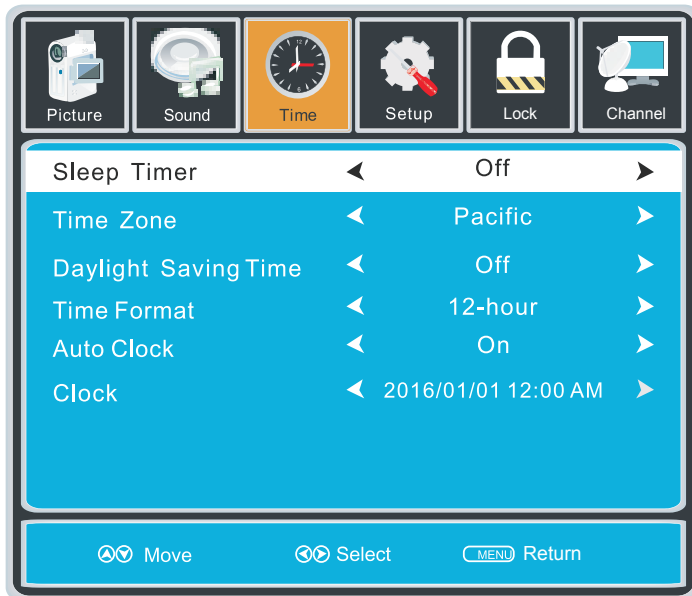 Picture Sound Time Setup Lock Channel
Sleep Timer Off
Time Zone Pacific
Daylight Saving Time Off
Time Format 12-hour
Auto Clock On
Clock 2016/01/01 12:00 AM
Move Select MENU Return